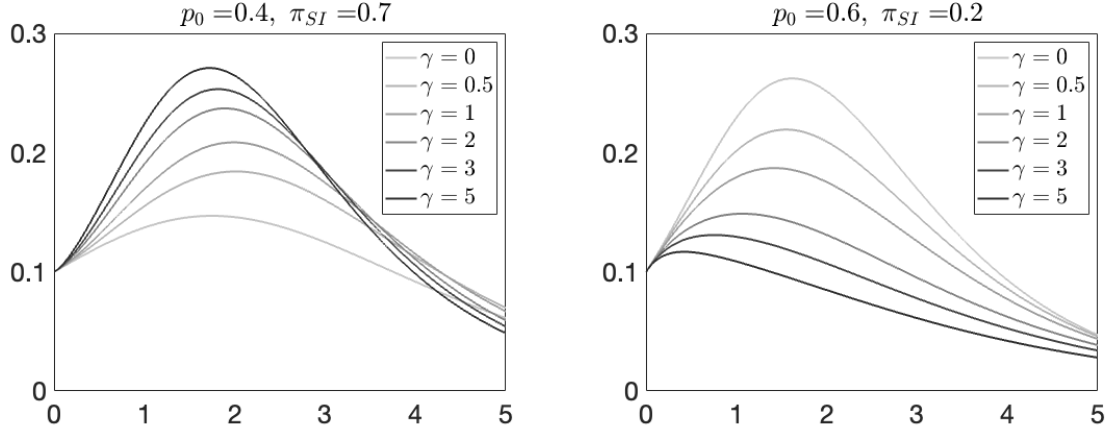 p₀ =0.4, π_SI =0.7
0.3
0.2
0.1
0
0 1 2 3 4 5
γ = 0
γ = 0.5
γ = 1
γ = 2
γ = 3
γ = 5
p₀ =0.6, π_SI =0.2
0.3
0.2
0.1
0
0 1 2 3 4 5
γ = 0
γ = 0.5
γ = 1
γ = 2
γ = 3
γ = 5